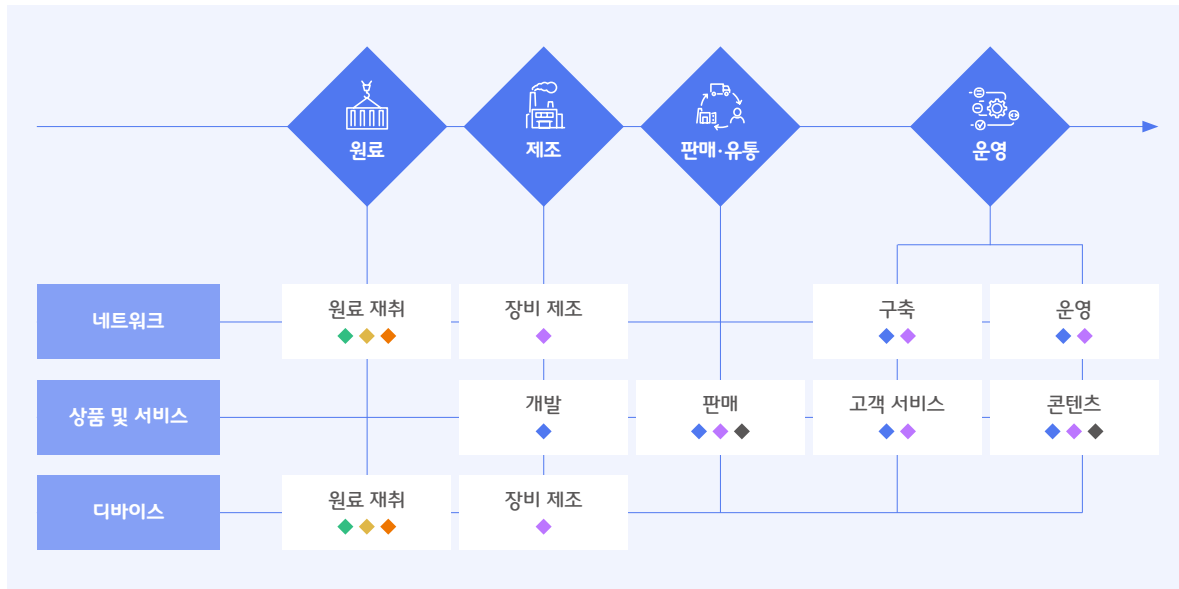 원료
제조
판매·유통
운영
네트워크
원료 재취
장비 제조
구축
운영
상품 및 서비스
개발
판매
고객 서비스
콘텐츠
디바이스
원료 재취
장비 제조